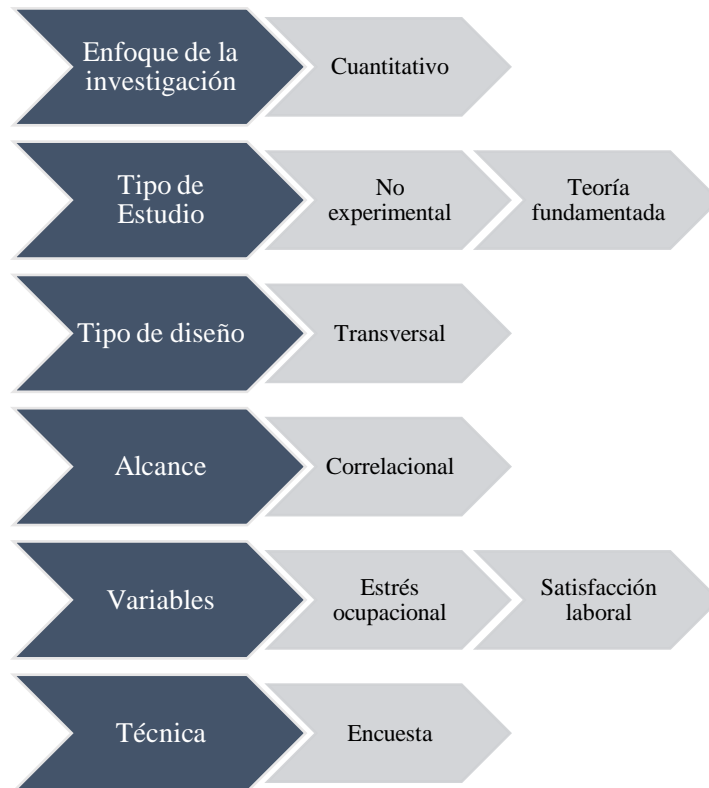 Enfoque de la
investigación
Cuantitativo
Tipo de
Estudio
No
experimental
Teoría
fundamentada
Tipo de diseño
Transversal
Alcance
Correlacional
Variables
Estrés
ocupacional
Satisfacción
laboral
Técnica
Encuesta